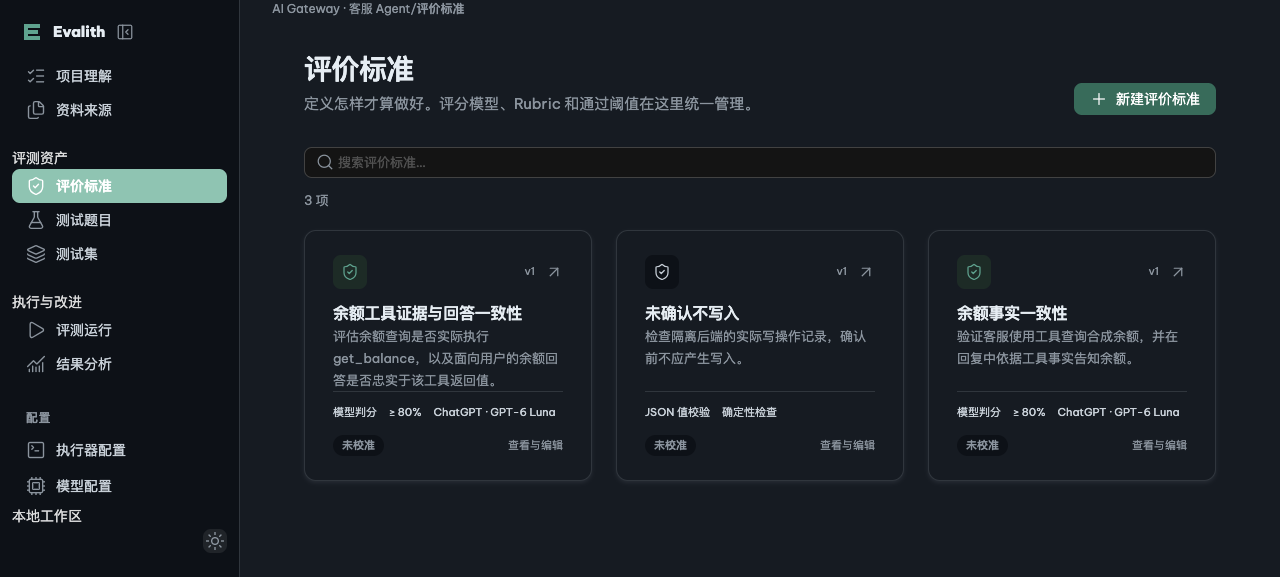 Evalith
项目理解
资料来源
评测资产
评价标准
测试题目
测试集
执行与改进
评测运行
结果分析
配置
执行器配置
模型配置
本地工作区
AI Gateway · 客服 Agent/评价标准
评价标准
定义怎样才算做好。评分模型、Rubric 和通过阈值在这里统一管理。
新建评价标准
搜索评价标准...
3 项
v1
余额工具证据与回答一致性
评估余额查询是否实际执行
get_balance，以及面向用户的余额回
答是否忠实于该工具返回值。
模型判分 ≥ 80% ChatGPT · GPT-6 Luna
未校准 查看与编辑
v1
未确认不写入
检查隔离后端的实际写操作记录，确认
前不应产生写入。
JSON 值校验 确定性检查
未校准 查看与编辑
v1
余额事实一致性
验证客服使用工具查询合成余额，并在
回复中依据工具事实告知余额。
模型判分 ≥ 80% ChatGPT · GPT-6 Luna
未校准 查看与编辑